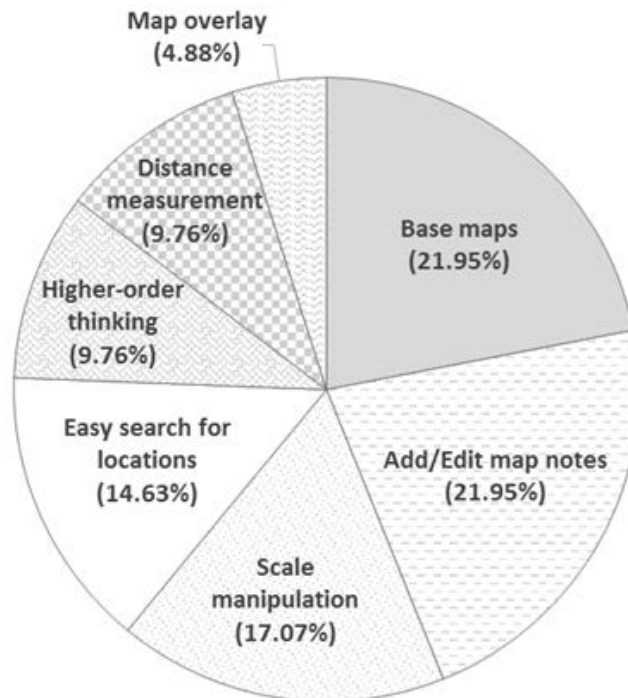 Map overlay
(4.88%)
Base maps
(21.95%)
Distance
measurement
(9.76%)
Higher-order
thinking
(9.76%)
Easy search for
locations
(14.63%)
Add/Edit map notes
(21.95%)
Scale
manipulation
(17.07%)